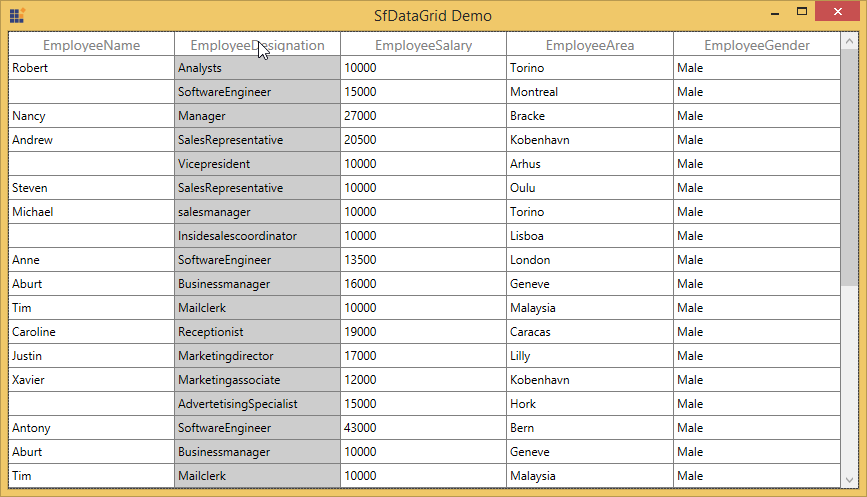 SfDataGrid Demo
EmployeeName EmployeeDesignation EmployeeSalary EmployeeArea EmployeeGender
Robert Analysts 10000 Torino Male
SoftwareEngineer 15000 Montreal Male
Nancy Manager 27000 Bracke Male
Andrew SalesRepresentative 20500 Kobenhavn Male
Vicepresident 10000 Arhus Male
Steven SalesRepresentative 10000 Oulu Male
Michael salesmanager 10000 Torino Male
Insidesalescoordinator 10000 Lisboa Male
Anne SoftwareEngineer 13500 London Male
Aburt Businessmanager 16000 Geneve Male
Tim Mailclerk 10000 Malaysia Male
Caroline Receptionist 19000 Caracas Male
Justin Marketingdirector 17000 Lilly Male
Xavier Marketingassociate 12000 Kobenhavn Male
AdvertetisingSpecialist 15000 Hork Male
Antony SoftwareEngineer 43000 Bern Male
Aburt Businessmanager 10000 Geneve Male
Tim Mailclerk 10000 Malaysia Male